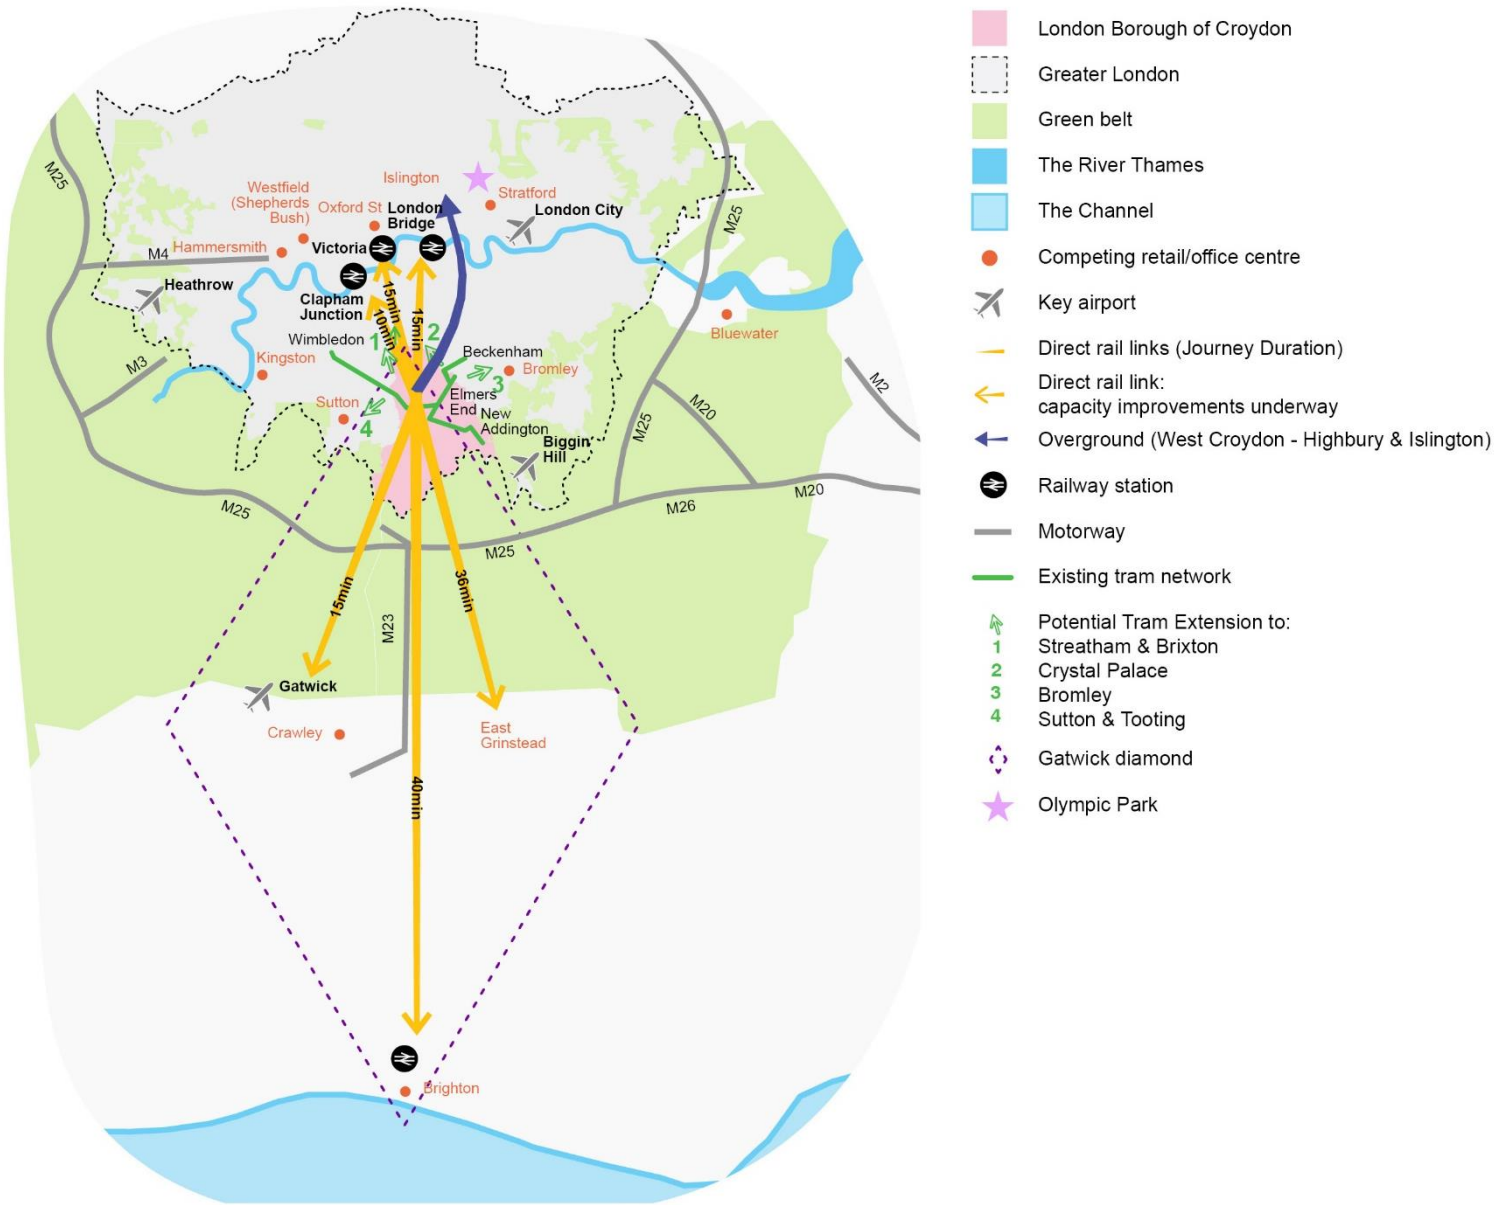 M25
Westfield
(Shepherds
Bush)
Islington
Stratford
Oxford St
London
Bridge
London City
M25
Hammersmith
Victoria
M4
Heathrow
Clapham
Junction
15min
10min
15min
Bluewater
Wimbledon
1
2
Beckenham
M3
Kingston
Bromley
3
M2
Sutton
4
Elmers
End
New
Addington
M20
M25
Biggin
Hill
M25
M26
M20
M25
15min
36min
M23
Gatwick
Crawley
East
Grinstead
40min
Brighton
London Borough of Croydon
Greater London
Green belt
The River Thames
The Channel
Competing retail/office centre
Key airport
Direct rail links (Journey Duration)
Direct rail link:
capacity improvements underway
Overground (West Croydon - Highbury & Islington)
Railway station
Motorway
Existing tram network
Potential Tram Extension to:
1 Streatham & Brixton
2 Crystal Palace
3 Bromley
4 Sutton & Tooting
Gatwick diamond
Olympic Park